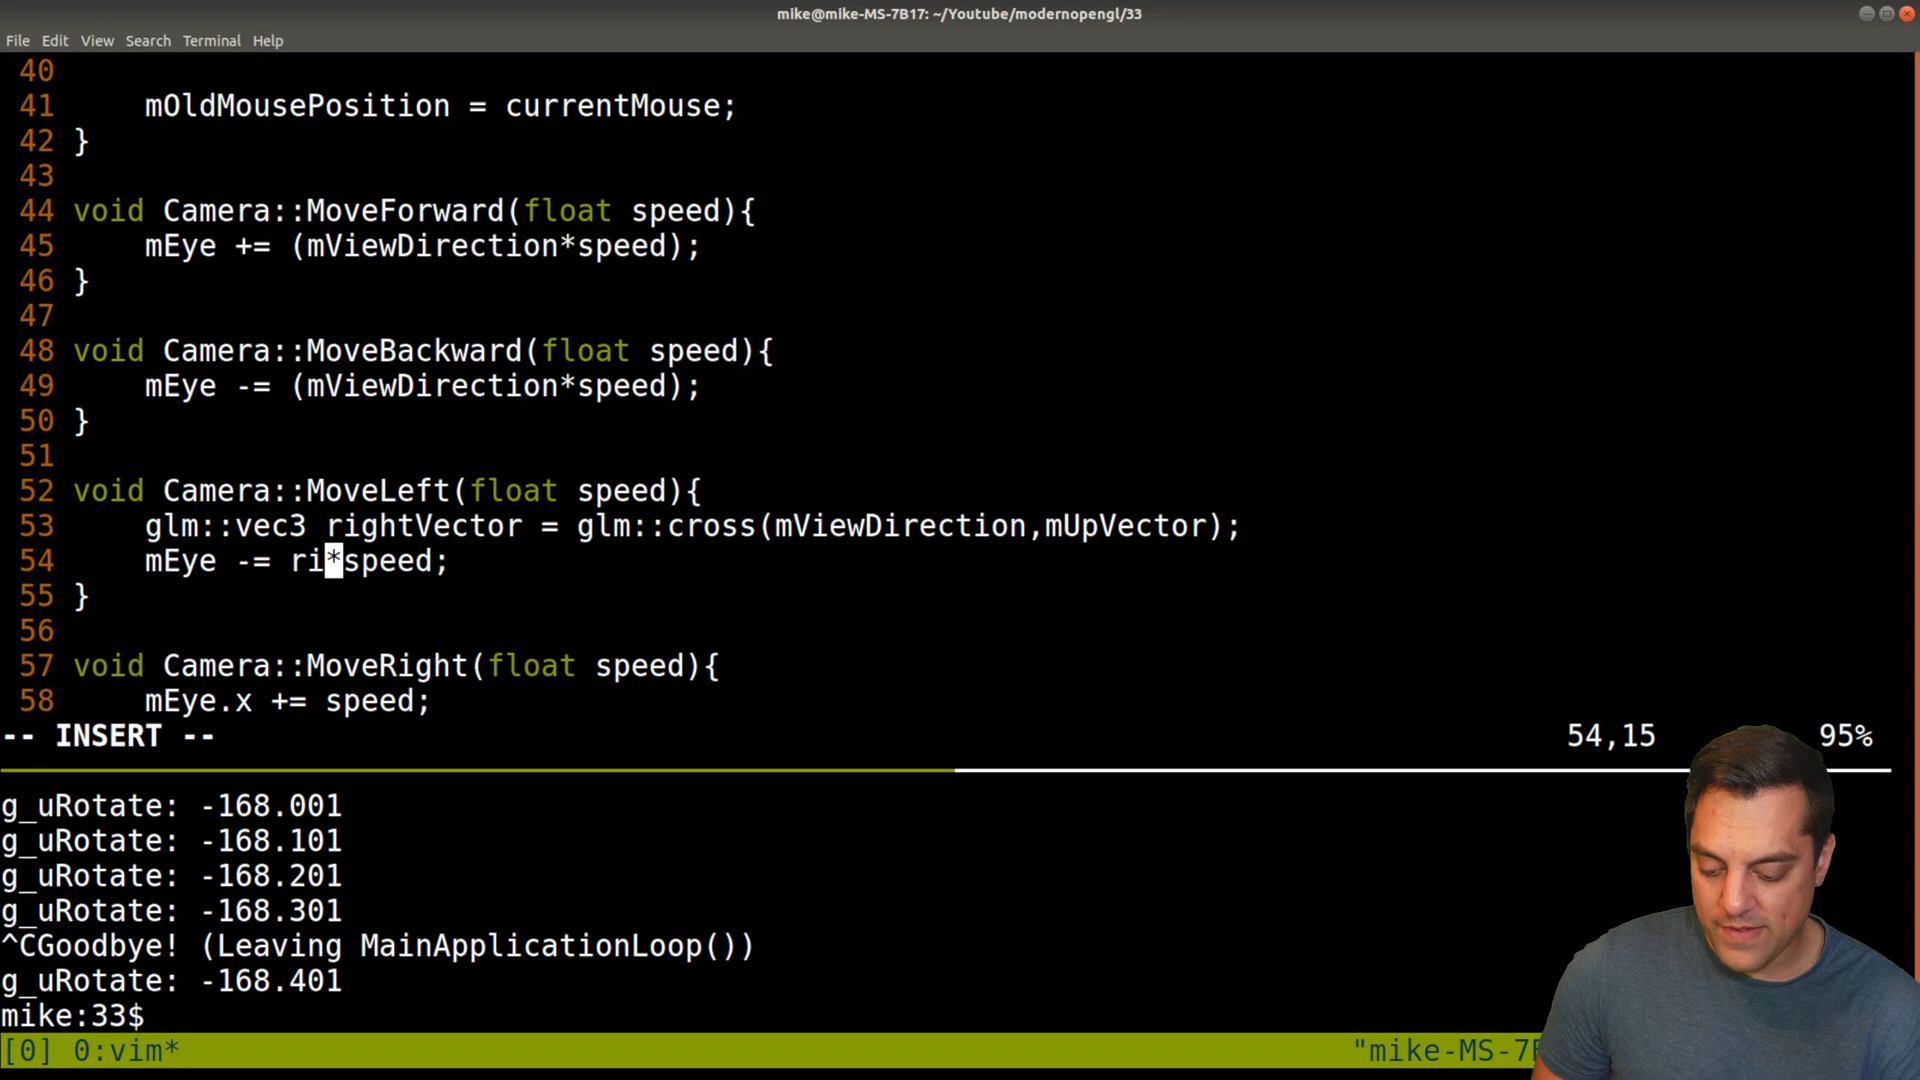 mike@mike-MS-7B17: ~/Youtube/modernopengl/33
File Edit View Search Terminal Help
40
41     mOldMousePosition = currentMouse;
42 }
43
44 void Camera::MoveForward(float speed){
45     mEye += (mViewDirection*speed);
46 }
47
48 void Camera::MoveBackward(float speed){
49     mEye -= (mViewDirection*speed);
50 }
51
52 void Camera::MoveLeft(float speed){
53     glm::vec3 rightVector = glm::cross(mViewDirection,mUpVector);
54     mEye -= ri*speed;
55 }
56
57 void Camera::MoveRight(float speed){
58     mEye.x += speed;
-- INSERT -- 54,15 95%
g_uRotate: -168.001
g_uRotate: -168.101
g_uRotate: -168.201
g_uRotate: -168.301
^CGoodbye! (Leaving MainApplicationLoop())
g_uRotate: -168.401
mike:33$
[0] 0:vim* "mike-MS-7